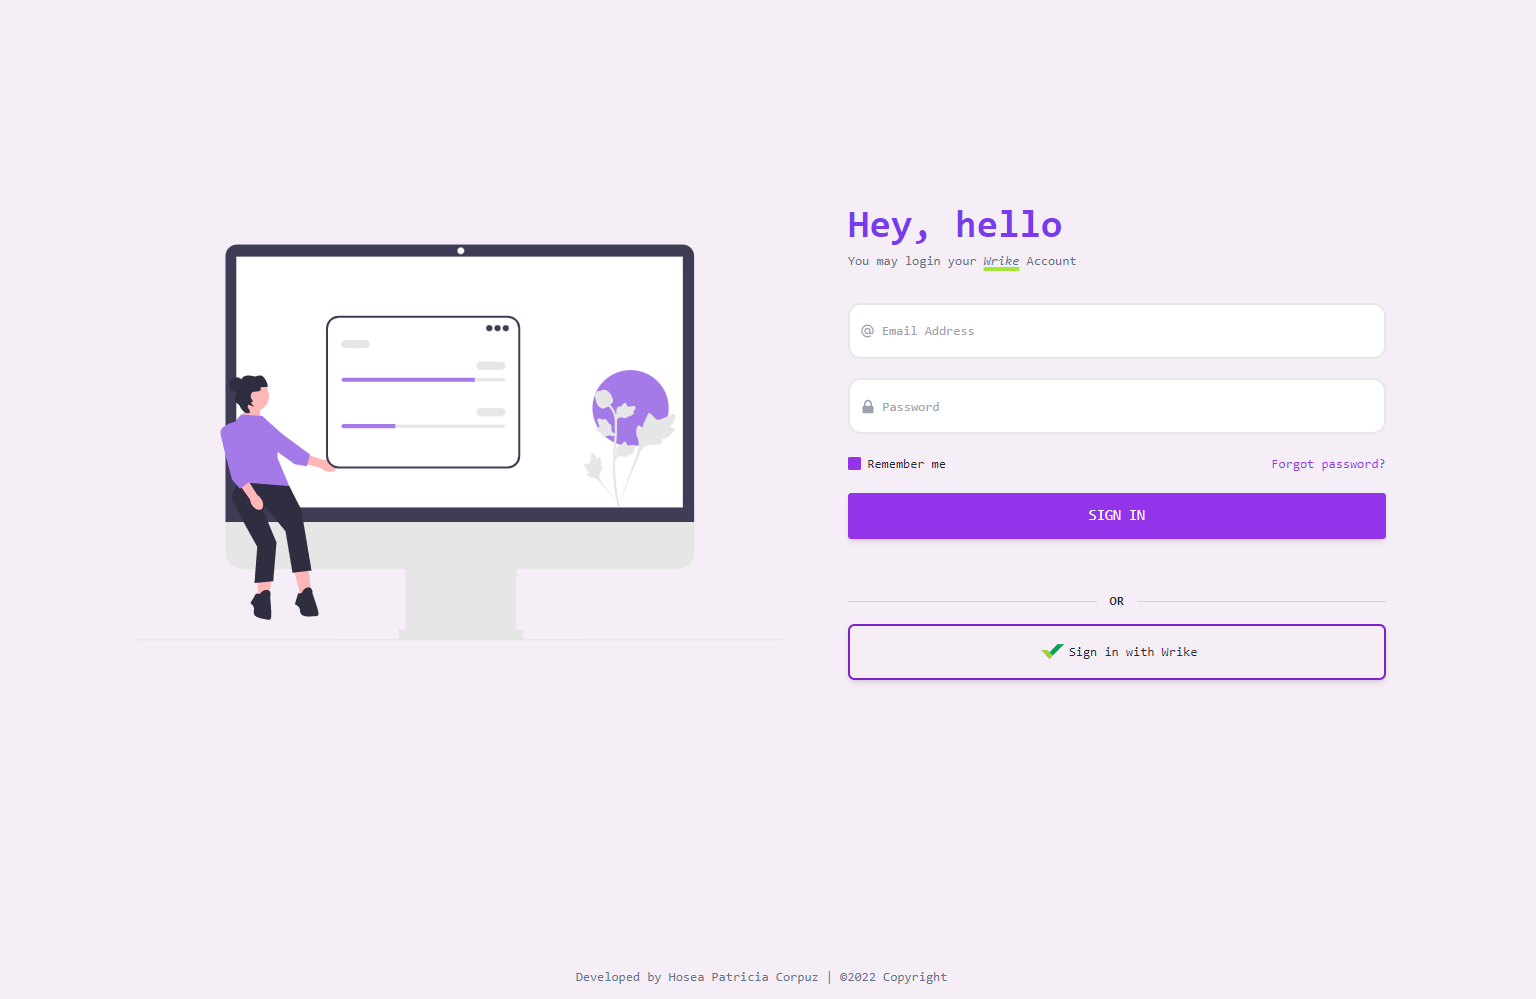 Hey, hello
You may login your Wrike Account
@ Email Address
Password
Remember me
Forgot password?
SIGN IN
OR
Sign in with Wrike
Developed by Hosea Patricia Corpuz | ©2022 Copyright